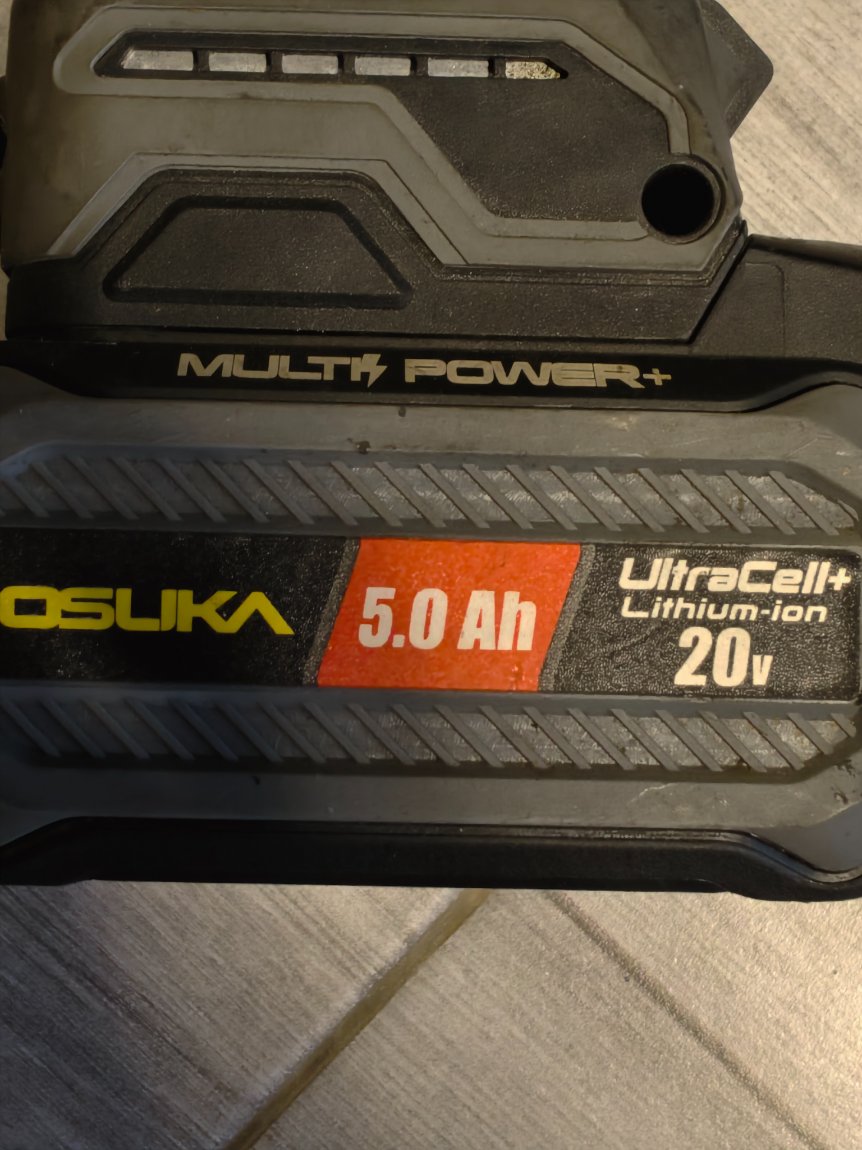 MULTI POWER+
OSUKA
5.0 Ah
UltraCell+
Lithium-ion
20v